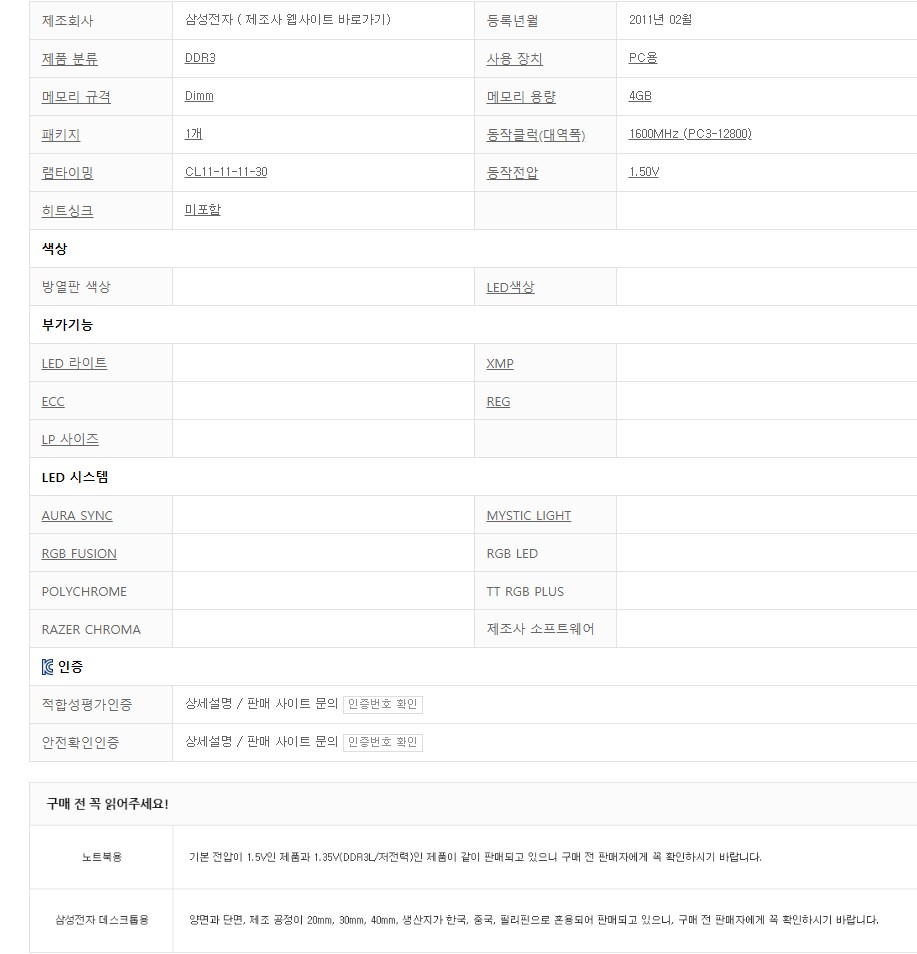 제조회사 삼성전자 ( 제조사 웹사이트 바로가기) 등록년월 2011년 02월
제품 분류 DDR3 사용 장치 PC용
메모리 규격 Dimm 메모리 용량 4GB
패키지 1개 동작클럭(대역폭) 1600MHz (PC3-12800)
램타이밍 CL11-11-11-30 동작전압 1.50V
히트싱크 미포함
색상
방열판 색상 LED색상
부가기능
LED 라이트 XMP
ECC REG
LP 사이즈
LED 시스템
AURA SYNC MYSTIC LIGHT
RGB FUSION RGB LED
POLYCHROME TT RGB PLUS
RAZER CHROMA 제조사 소프트웨어
인증
적합성평가인증 상세설명 / 판매 사이트 문의 인증번호 확인
안전확인인증 상세설명 / 판매 사이트 문의 인증번호 확인
구매 전 꼭 읽어주세요!
노트북용 기본 전압이 1.5V인 제품과 1.35V(DDR3L/저전력)인 제품이 같이 판매되고 있으니 구매 전 판매자에게 꼭 확인하시기 바랍니다.
삼성전자 데스크톱용 양면과 단면, 제조 공정이 20mm, 30mm, 40mm, 생산지가 한국, 중국, 필리핀으로 혼용되어 판매되고 있으니, 구매 전 판매자에게 꼭 확인하시기 바랍니다.